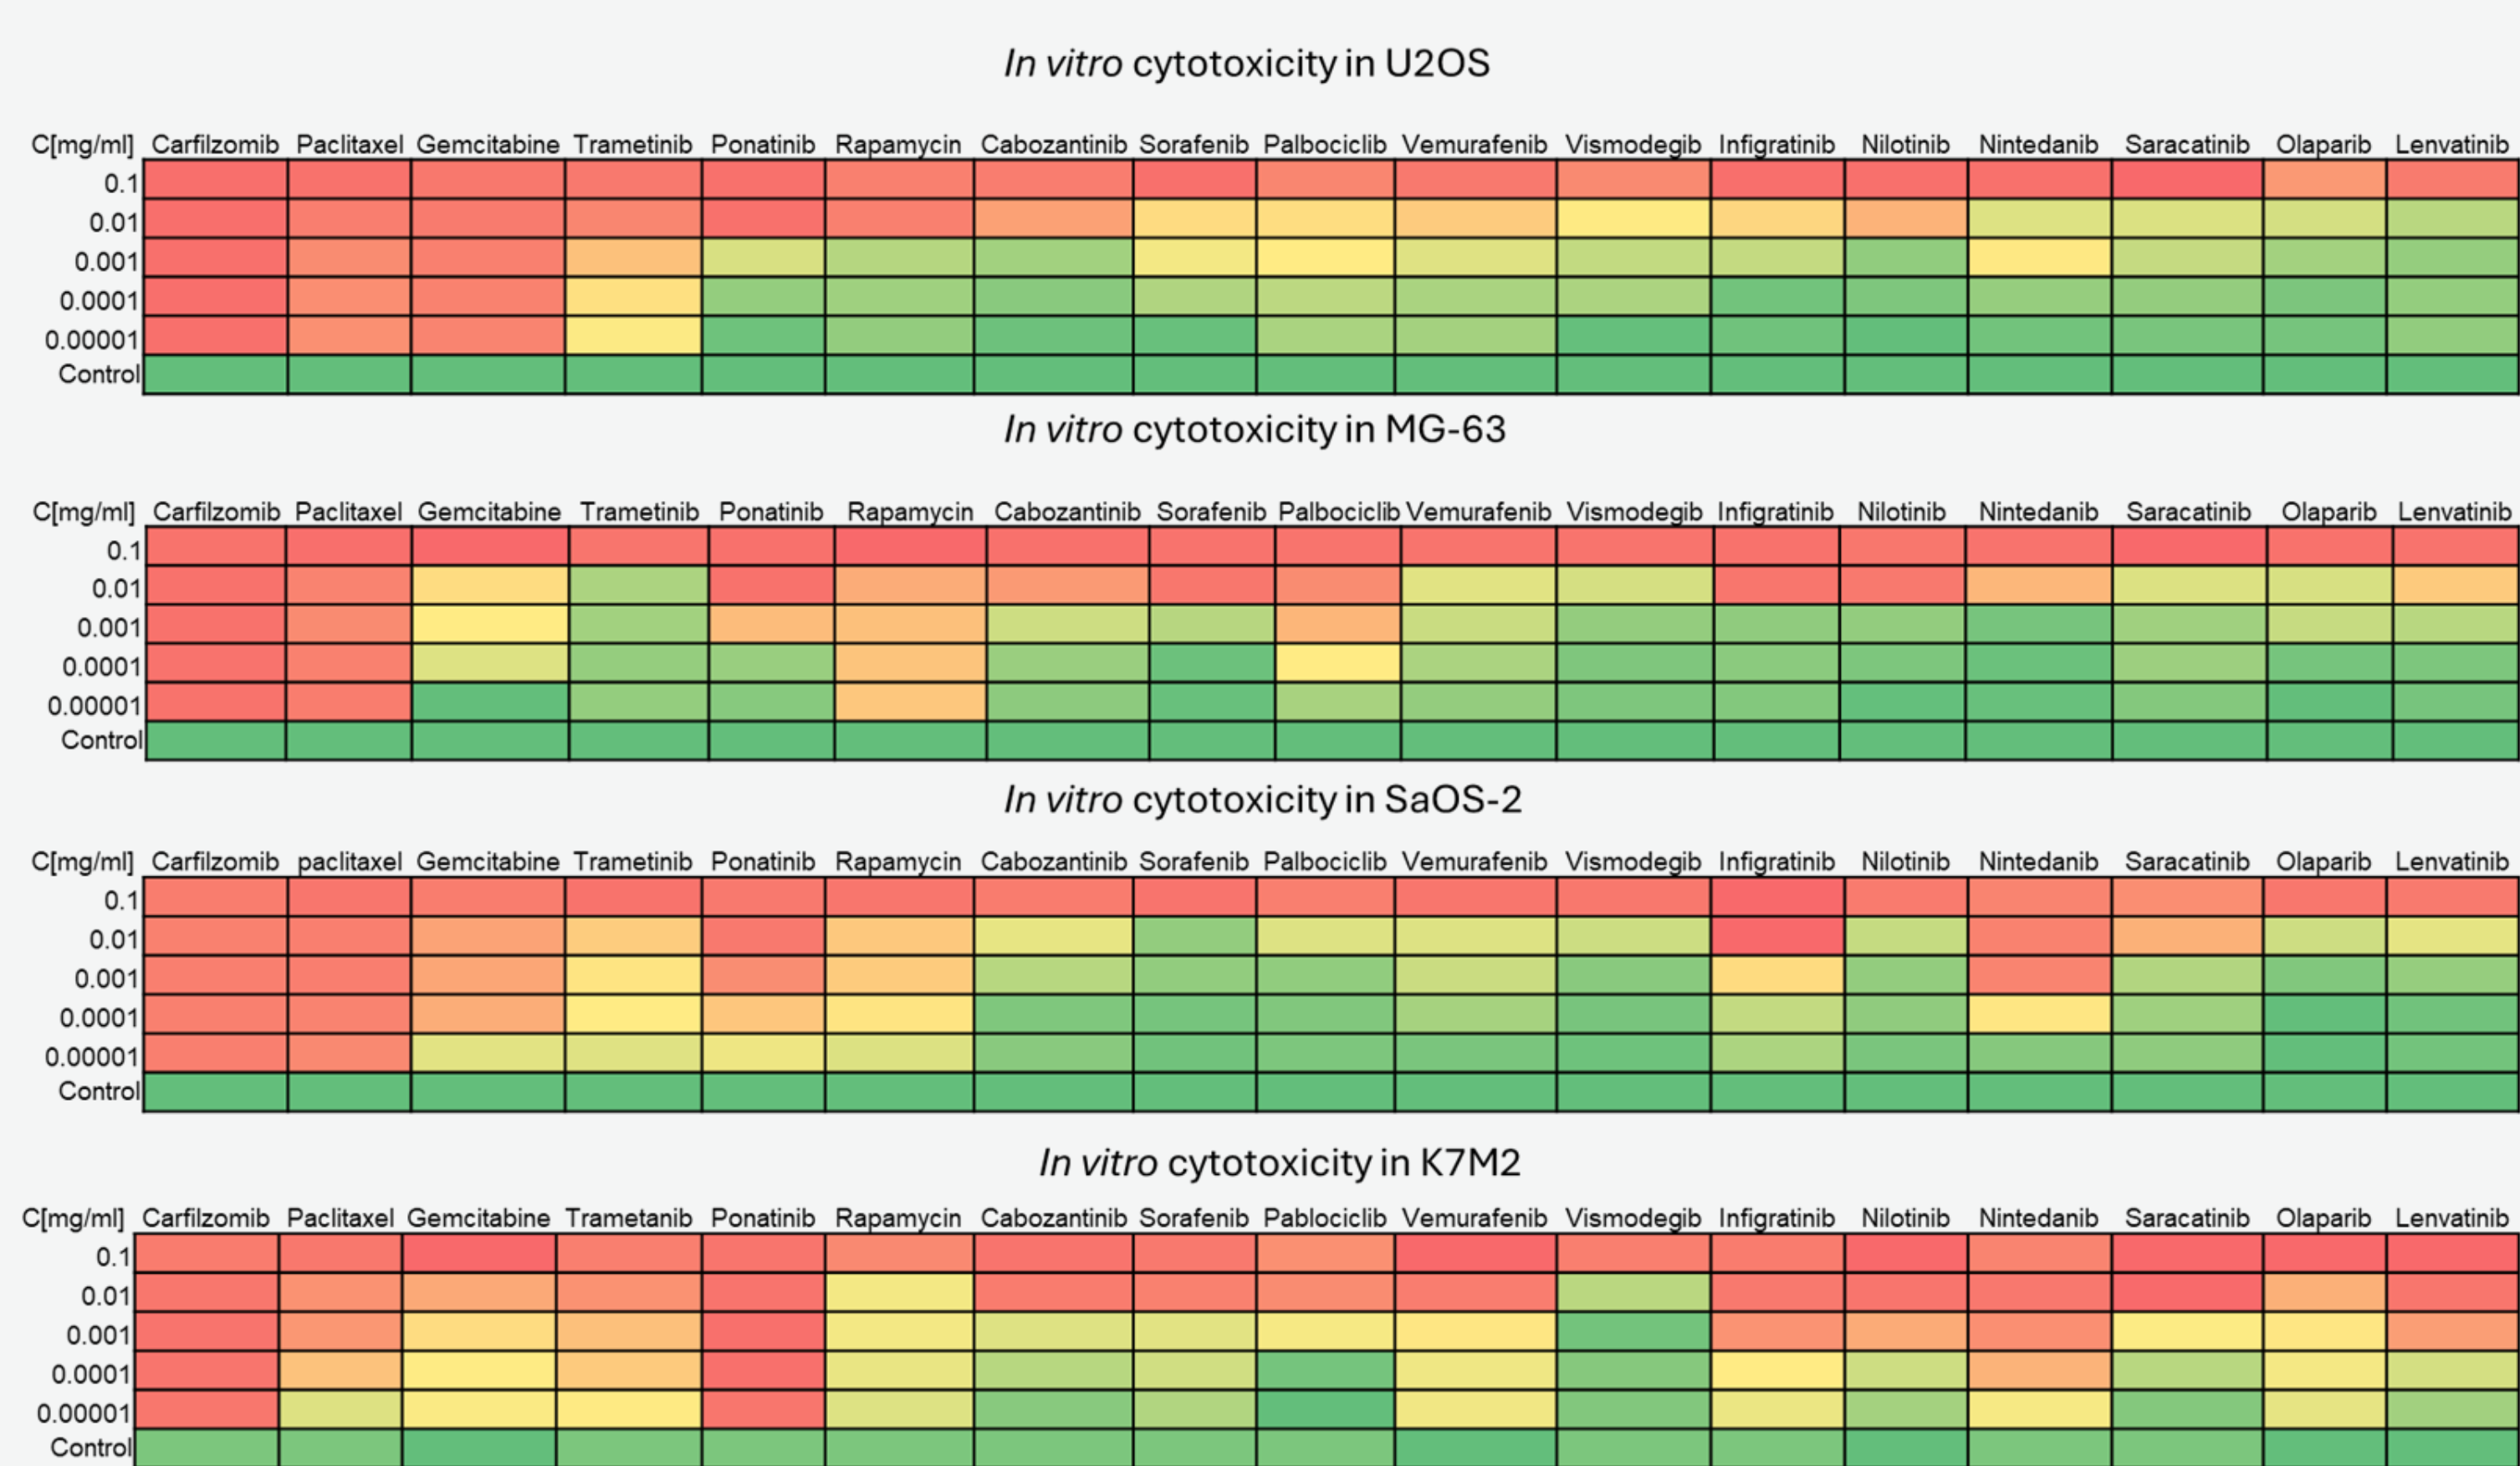 In vitro cytotoxicity in U2OS
C[mg/ml] Carfilzomib Paclitaxel Gemcitabine Trametinib Ponatinib Rapamycin Cabozantinib Sorafenib Palbociclib Vemurafenib Vismodegib Infigratinib Nilotinib Nintedanib Saracatinib Olaparib Lenvatinib
0.1
0.01
0.001
0.0001
0.00001
Control
In vitro cytotoxicity in MG-63
C[mg/ml] Carfilzomib Paclitaxel Gemcitabine Trametinib Ponatinib Rapamycin Cabozantinib Sorafenib Palbociclib Vemurafenib Vismodegib Infigratinib Nilotinib Nintedanib Saracatinib Olaparib Lenvatinib
0.1
0.01
0.001
0.0001
0.00001
Control
In vitro cytotoxicity in SaOS-2
C[mg/ml] Carfilzomib paclitaxel Gemcitabine Trametinib Ponatinib Rapamycin Cabozantinib Sorafenib Palbociclib Vemurafenib Vismodegib Infigratinib Nilotinib Nintedanib Saracatinib Olaparib Lenvatinib
0.1
0.01
0.001
0.0001
0.00001
Control
In vitro cytotoxicity in K7M2
C[mg/ml] Carfilzomib Paclitaxel Gemcitabine Trametanib Ponatinib Rapamycin Cabozantinib Sorafenib Pablociclib Vemurafenib Vismodegib Infigratinib Nilotinib Nintedanib Saracatinib Olaparib Lenvatinib
0.1
0.01
0.001
0.0001
0.00001
Control